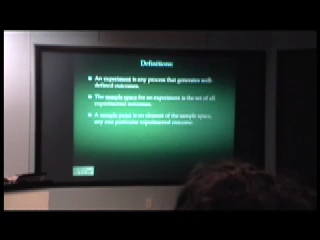 Definitions:
An experiment is any process that generates well-
defined outcomes.
The sample space for an experiment is the set of all
experimental outcomes.
A sample point is an element of the sample space,
any one particular experimental outcome.